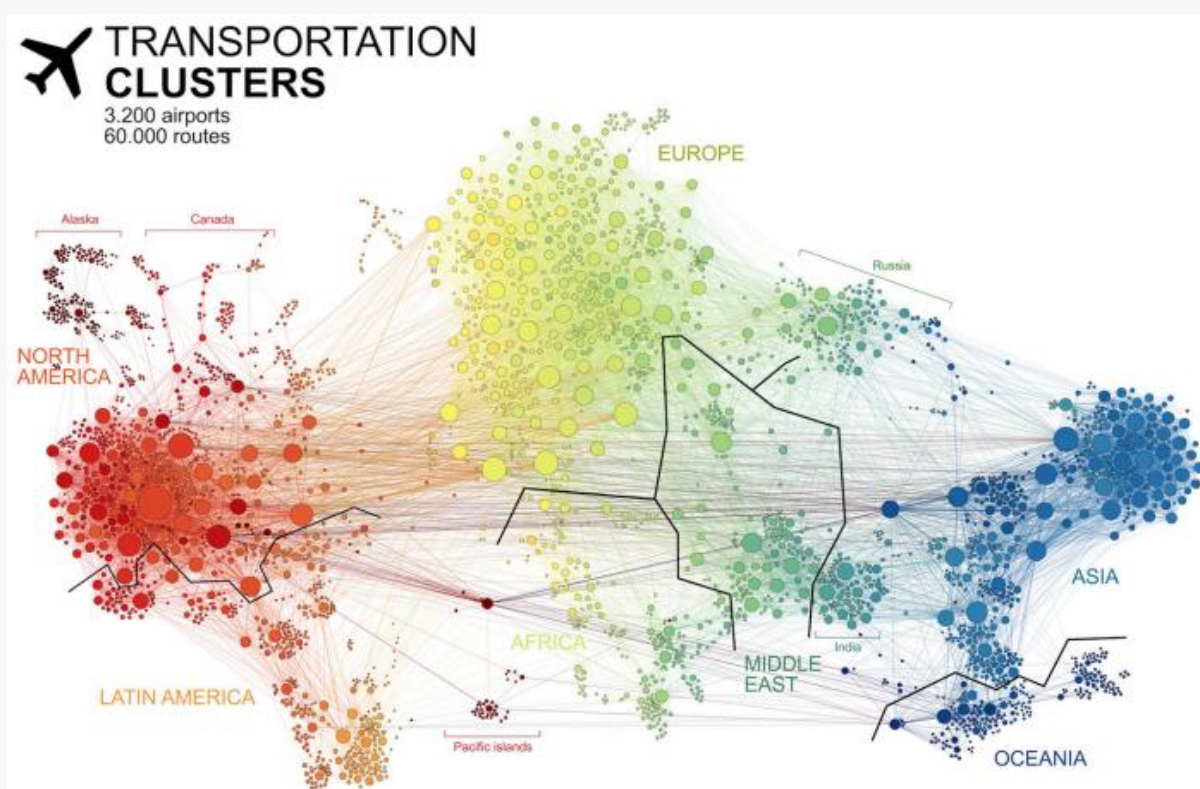 TRANSPORTATION
CLUSTERS
3.200 airports
60.000 routes
EUROPE
Alaska
Canada
Russia
NORTH
AMERICA
ASIA
AFRICA
India
MIDDLE
EAST
LATIN AMERICA
Pacific islands
OCEANIA